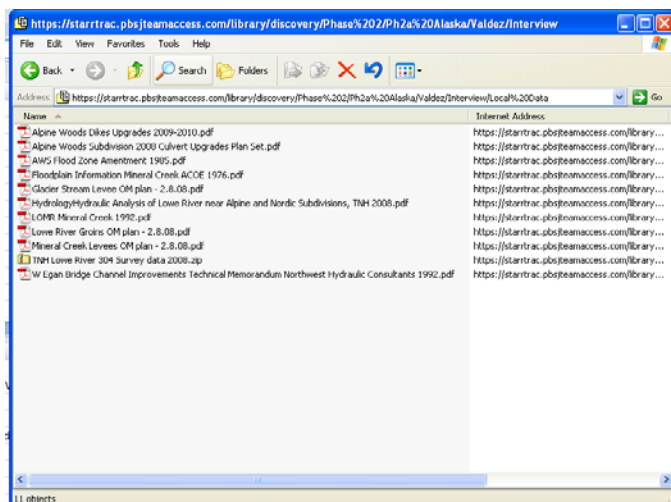 https://starrtrac.pbsjteamaccess.com/library/discovery/Phase%202/Ph2a%20Alaska/Valdez/Interview
File Edit View Favorites Tools Help
Back Search Folders
Address https://starrtrac.pbsjteamaccess.com/library/discovery/Phase%202/Ph2a%20Alaska/Valdez/Interview/Local%20Data Go
Name Internet Address
Alpine Woods Dikes Upgrades 2009-2010.pdf https://starrtrac.pbsjteamaccess.com/library...
Alpine Woods Subdivision 2008 Culvert Upgrades Plan Set.pdf https://starrtrac.pbsjteamaccess.com/library...
AWS Flood Zone Amentment 1985.pdf https://starrtrac.pbsjteamaccess.com/library...
Floodplain Information Mineral Creek ACOE 1976.pdf https://starrtrac.pbsjteamaccess.com/library...
Glacier Stream Levee OM plan - 2.8.08.pdf https://starrtrac.pbsjteamaccess.com/library...
HydrologyHydraulic Analysis of Lowe River near Alpine and Nordic Subdivisions, TNH 2008.pdf https://starrtrac.pbsjteamaccess.com/library...
LOMR Mineral Creek 1992.pdf https://starrtrac.pbsjteamaccess.com/library...
Lowe River Groins OM plan - 2.8.08.pdf https://starrtrac.pbsjteamaccess.com/library...
Mineral Creek Levees OM plan - 2.8.08.pdf https://starrtrac.pbsjteamaccess.com/library...
TNH Lowe River 304 Survey data 2008.zip https://starrtrac.pbsjteamaccess.com/library...
W Egan Bridge Channel Improvements Technical Memorandum Northwest Hydraulic Consultants 1992.pdf https://starrtrac.pbsjteamaccess.com/library...
11 objects